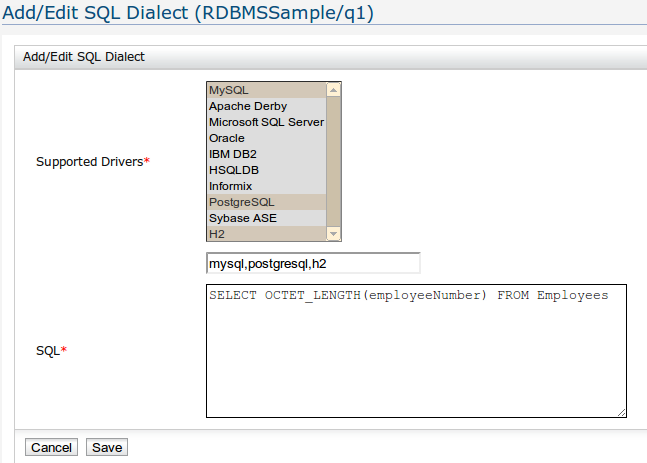 Add/Edit SQL Dialect (RDBMSSample/q1)
Add/Edit SQL Dialect
Supported Drivers*
MySQL
Apache Derby
Microsoft SQL Server
Oracle
IBM DB2
HSQLDB
Informix
PostgreSQL
Sybase ASE
H2
mysql,postgresql,h2
SQL*
SELECT OCTET_LENGTH(employeeNumber) FROM Employees
Cancel Save